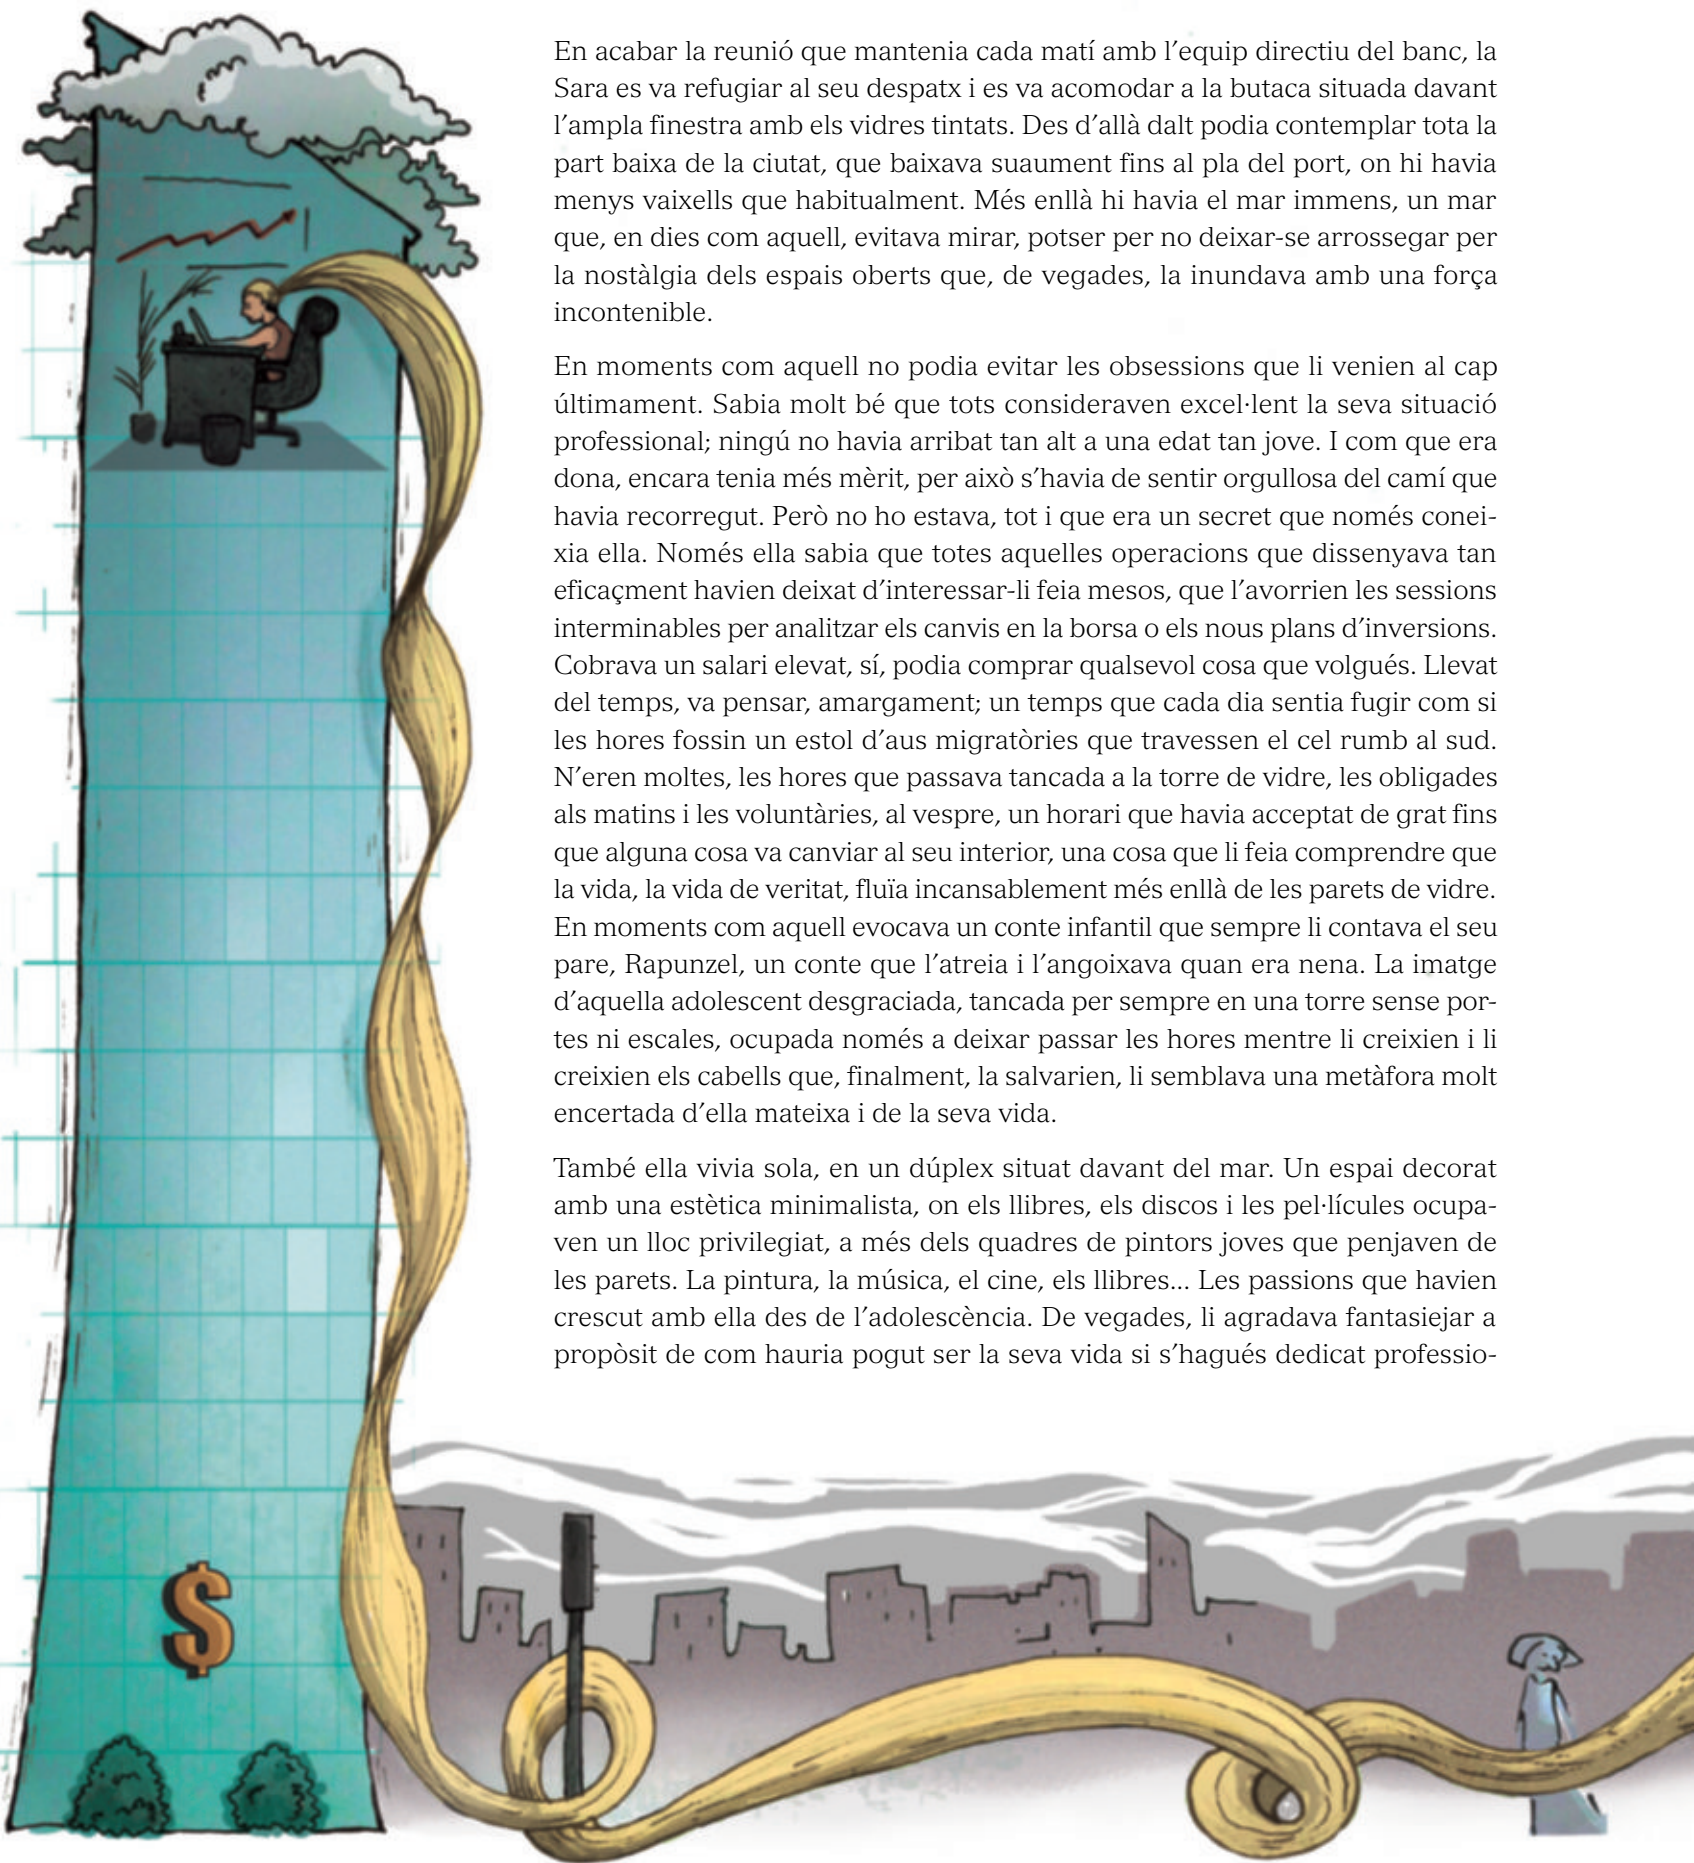 En acabar la reunió que mantenia cada matí amb l’equip directiu del banc, la
Sara es va refugiar al seu despatx i es va acomodar a la butaca situada davant
l’ampla finestra amb els vidres tintats. Des d’allà dalt podia contemplar tota la
part baixa de la ciutat, que baixava suaument fins al pla del port, on hi havia
menys vaixells que habitualment. Més enllà hi havia el mar immens, un mar
que, en dies com aquell, evitava mirar, potser per no deixar-se arrossegar per
la nostàlgia dels espais oberts que, de vegades, la inundava amb una força
incontenible.
En moments com aquell no podia evitar les obsessions que li venien al cap
últimament. Sabia molt bé que tots consideraven excel·lent la seva situació
professional; ningú no havia arribat tan alt a una edat tan jove. I com que era
dona, encara tenia més mèrit, per això s’havia de sentir orgullosa del camí que
havia recorregut. Però no ho estava, tot i que era un secret que només conei-
xia ella. Només ella sabia que totes aquelles operacions que dissenyava tan
eficaçment havien deixat d’interessar-li feia mesos, que l’avorrien les sessions
interminables per analitzar els canvis en la borsa o els nous plans d’inversions.
Cobrava un salari elevat, sí, podia comprar qualsevol cosa que volgués. Llevat
del temps, va pensar, amargament; un temps que cada dia sentia fugir com si
les hores fossin un estol d’aus migratòries que travessen el cel rumb al sud.
N’eren moltes, les hores que passava tancada a la torre de vidre, les obligades
als matins i les voluntàries, al vespre, un horari que havia acceptat de grat fins
que alguna cosa va canviar al seu interior, una cosa que li feia comprendre que
la vida, la vida de veritat, fluïa incansablement més enllà de les parets de vidre.
En moments com aquell evocava un conte infantil que sempre li contava el seu
pare, Rapunzel, un conte que l’atreia i l’angoixava quan era nena. La imatge
d’aquella adolescent desgraciada, tancada per sempre en una torre sense por-
tes ni escales, ocupada només a deixar passar les hores mentre li creixien i li
creixien els cabells que, finalment, la salvarien, li semblava una metàfora molt
encertada d’ella mateixa i de la seva vida.
També ella vivia sola, en un dúplex situat davant del mar. Un espai decorat
amb una estètica minimalista, on els llibres, els discos i les pel·lícules ocupa-
ven un lloc privilegiat, a més dels quadres de pintors joves que penjaven de
les parets. La pintura, la música, el cine, els llibres... Les passions que havien
crescut amb ella des de l’adolescència. De vegades, li agradava fantasiejar a
propòsit de com hauria pogut ser la seva vida si s’hagués dedicat professio-
$